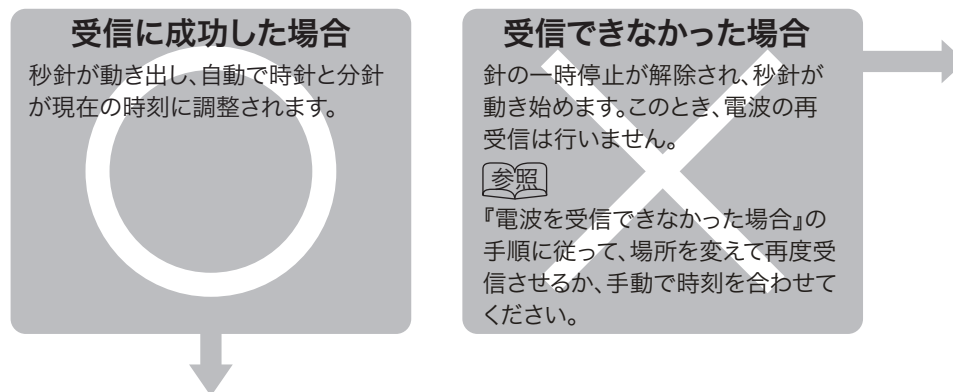 受信に成功した場合
秒針が動き出し、自動で時針と分針
が現在の時刻に調整されます。
受信できなかった場合
針の一時停止が解除され、秒針が
動き始めます。このとき、電波の再
受信は行いません。
参照
『電波を受信できなかった場合』の
手順に従って、場所を変えて再度受
信させるか、手動で時刻を合わせて
ください。